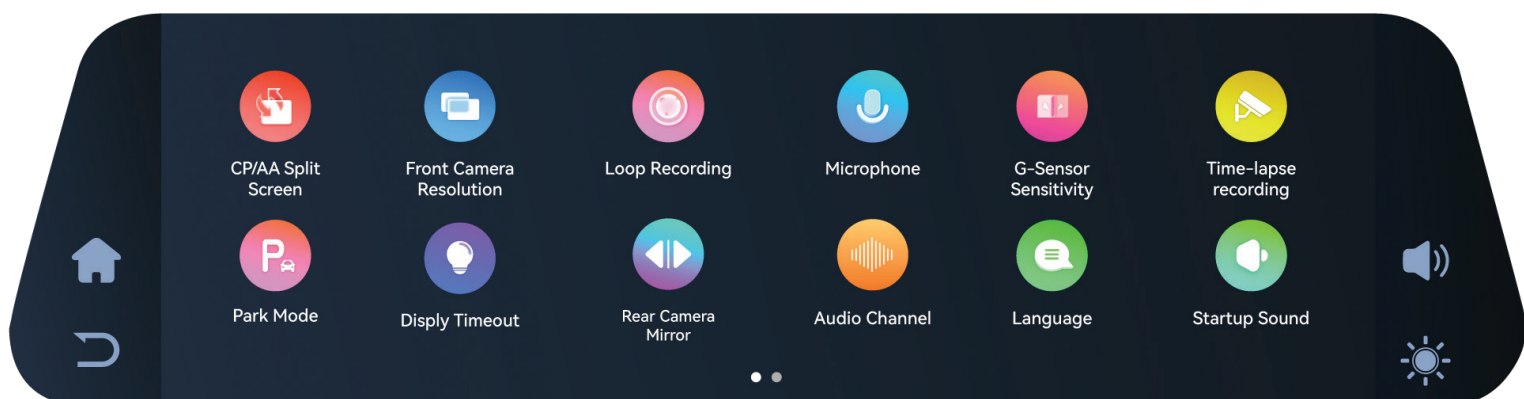 CP/AA Split
Screen
Front Camera
Resolution
Loop Recording
Microphone
G-Sensor
Sensitivity
Time-lapse
recording
P
Park Mode
Disply Timeout
Rear Camera
Mirror
Audio Channel
Language
Startup Sound